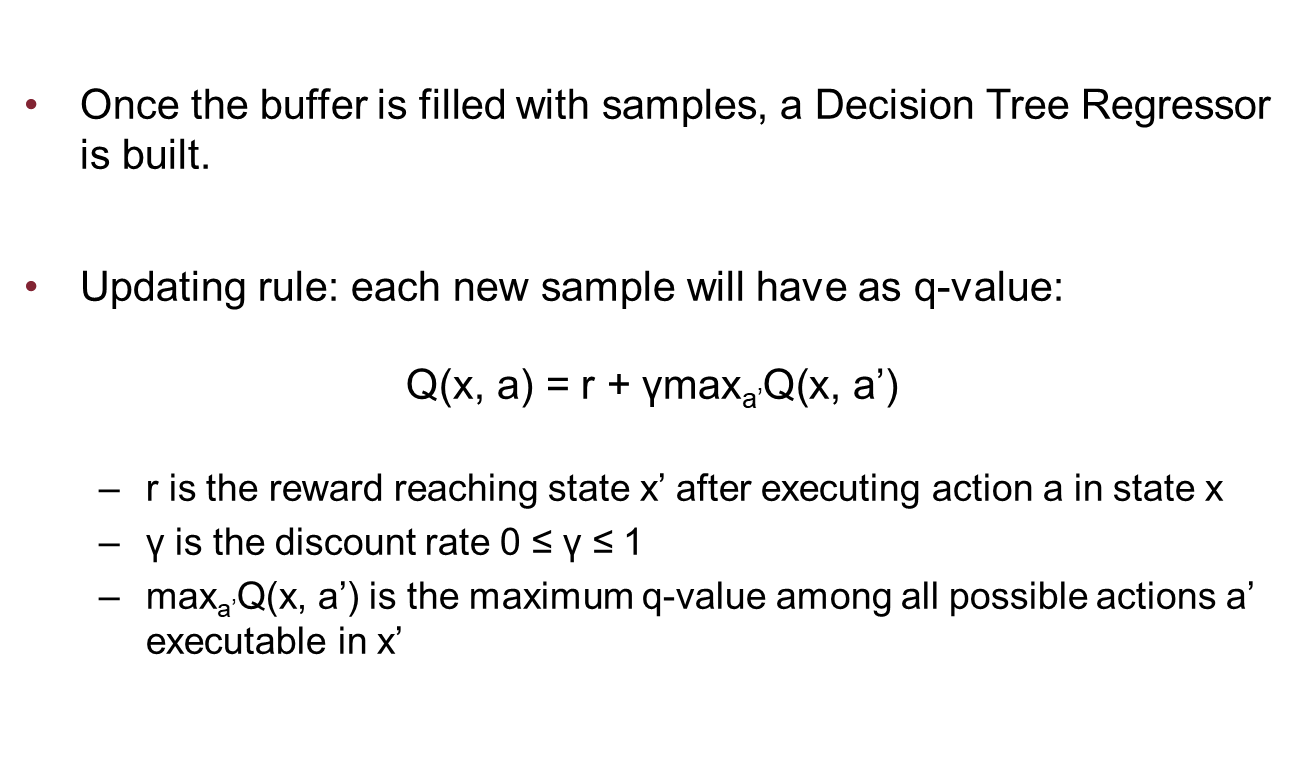 • Once the buffer is filled with samples, a Decision Tree Regressor
is built.
• Updating rule: each new sample will have as q-value:
Q(x, a) = r + γmaxa’Q(x, a’)
– r is the reward reaching state x’ after executing action a in state x
– γ is the discount rate 0 ≤ γ ≤ 1
– maxa’Q(x, a’) is the maximum q-value among all possible actions a’
executable in x’